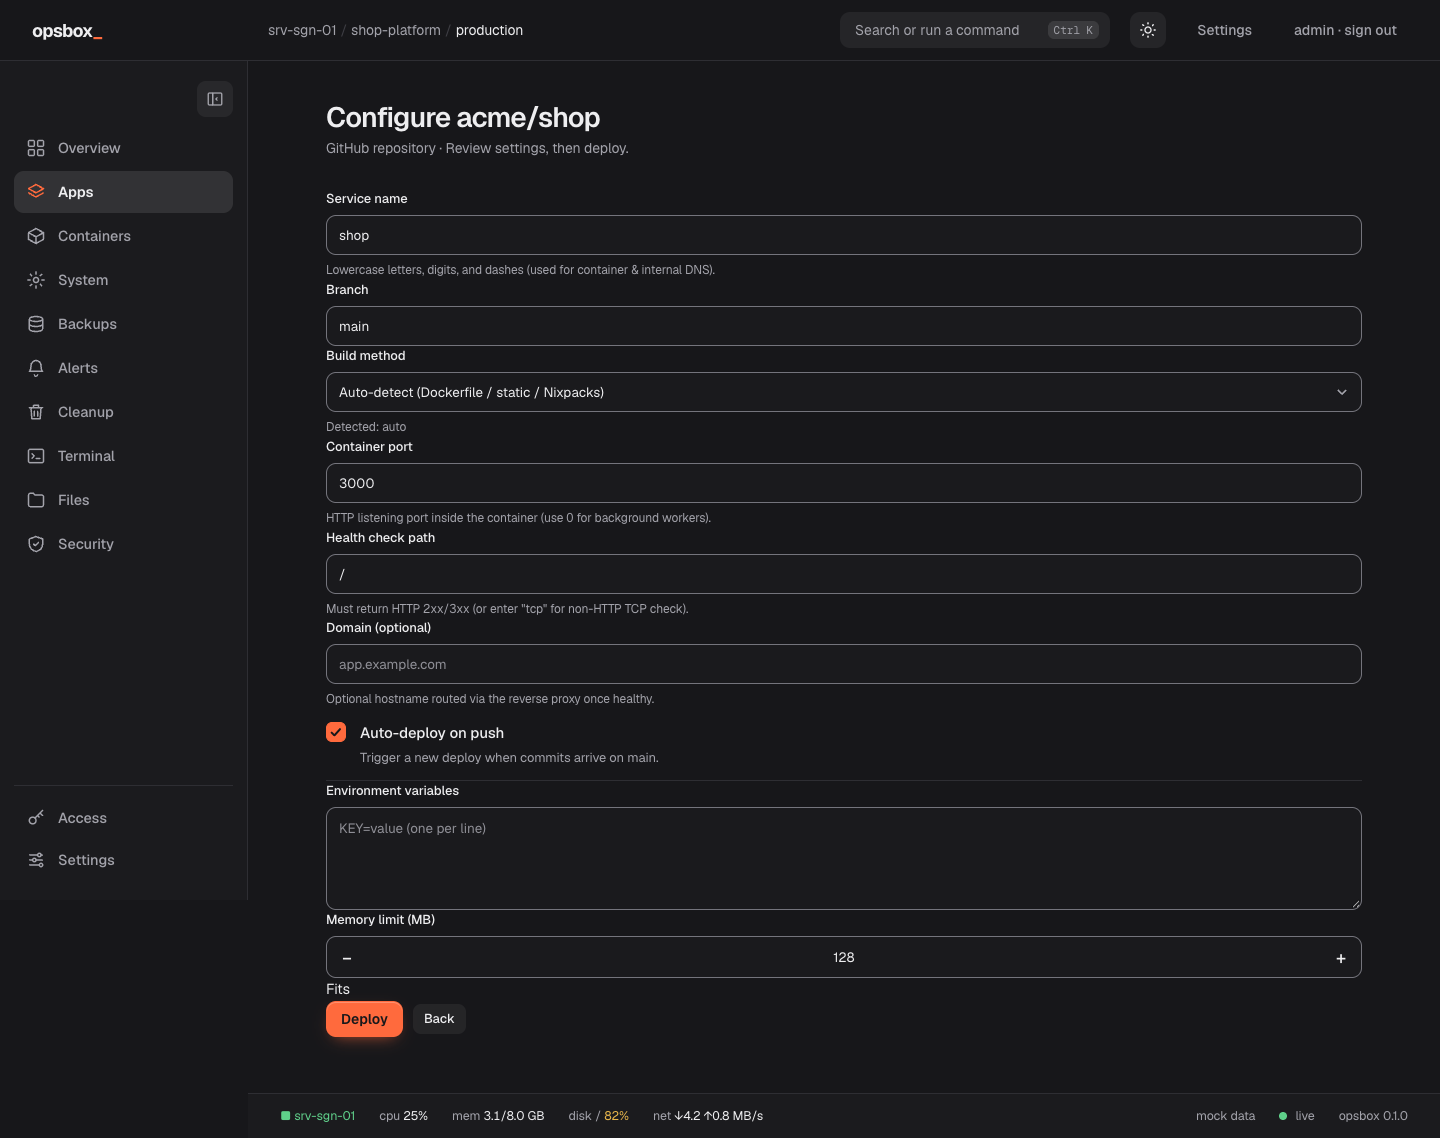 opsbox_
srv-sgn-01 / shop-platform / production
Search or run a command Ctrl K
Settings
admin · sign out
Overview
Apps
Containers
System
Backups
Alerts
Cleanup
Terminal
Files
Security
Access
Settings
Configure acme/shop
GitHub repository · Review settings, then deploy.
Service name
shop
Lowercase letters, digits, and dashes (used for container & internal DNS).
Branch
main
Build method
Auto-detect (Dockerfile / static / Nixpacks)
Detected: auto
Container port
3000
HTTP listening port inside the container (use 0 for background workers).
Health check path
/
Must return HTTP 2xx/3xx (or enter "tcp" for non-HTTP TCP check).
Domain (optional)
app.example.com
Optional hostname routed via the reverse proxy once healthy.
Auto-deploy on push
Trigger a new deploy when commits arrive on main.
Environment variables
KEY=value (one per line)
Memory limit (MB)
− 128 +
Fits
Deploy Back
srv-sgn-01 cpu 25% mem 3.1/8.0 GB disk / 82% net ↓4.2 ↑0.8 MB/s mock data live opsbox 0.1.0